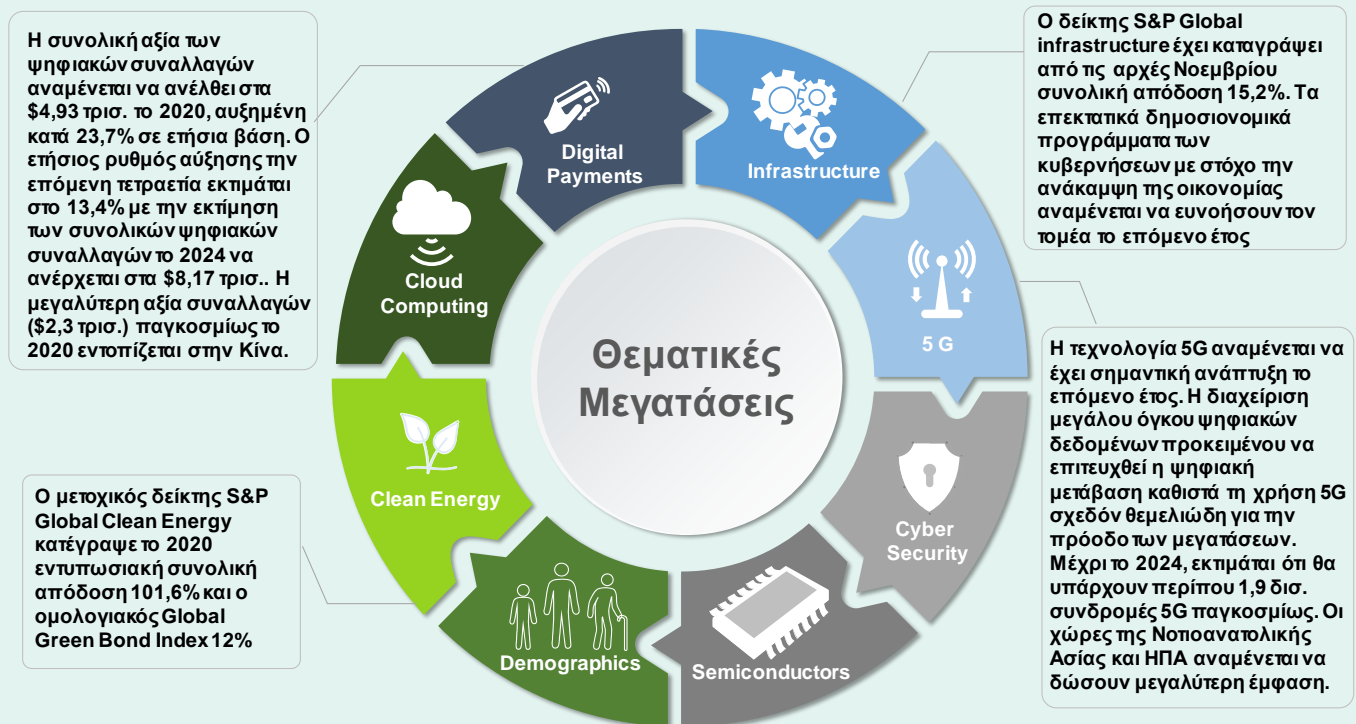 Η συνολική αξία των
ψηφιακών συναλλαγών
αναμένεται να ανέλθει στα
$4,93 τρισ. το 2020, αυξημένη
κατά 23,7% σε ετήσια βάση. Ο
ετήσιος ρυθμός αύξησης την
επόμενη τετραετία εκτιμάται
στο 13,4% με την εκτίμηση
των συνολικών ψηφιακών
συναλλαγών το 2024 να
ανέρχεται στα $8,17 τρισ.. Η
μεγαλύτερη αξία συναλλαγών
($2,3 τρισ.) παγκοσμίως το
2020 εντοπίζεται στην Κίνα.
Ο δείκτης S&P Global
infrastructure έχει καταγράψει
από τις αρχές Νοεμβρίου
συνολική απόδοση 15,2%. Τα
επεκτατικά δημοσιονομικά
προγράμματα των
κυβερνήσεων με στόχο την
ανάκαμψη της οικονομίας
αναμένεται να ευνοήσουν τον
τομέα το επόμενο έτος
Digital
Payments
Infrastructure
Cloud
Computing
5 G
Θεματικές
Μεγατάσεις
Clean Energy
Cyber
Security
Demographics
Semiconductors
Η τεχνολογία 5G αναμένεται να
έχει σημαντική ανάπτυξη το
επόμενο έτος. Η διαχείριση
μεγάλου όγκου ψηφιακών
δεδομένων προκειμένου να
επιτευχθεί η ψηφιακή
μετάβαση καθιστά τη χρήση 5G
σχεδόν θεμελιώδη για την
πρόοδο των μεγατάσεων.
Μέχρι το 2024, εκτιμάται ότι θα
υπάρχουν περίπου 1,9 δισ.
συνδρομές 5G παγκοσμίως. Οι
χώρες της Νοτιοανατολικής
Ασίας και ΗΠΑ αναμένεται να
δώσουν μεγαλύτερη έμφαση.
Ο μετοχικός δείκτης S&P
Global Clean Energy
κατέγραψε το 2020
εντυπωσιακή συνολική
απόδοση 101,6% και ο
ομολογιακός Global
Green Bond Index 12%